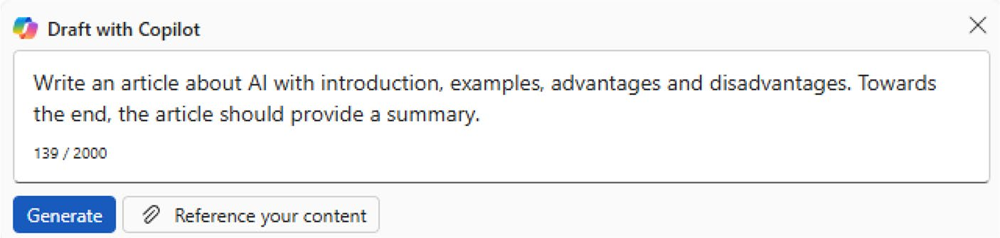 Draft with Copilot
Write an article about AI with introduction, examples, advantages and disadvantages. Towards
the end, the article should provide a summary.
139 / 2000
Generate
Reference your content